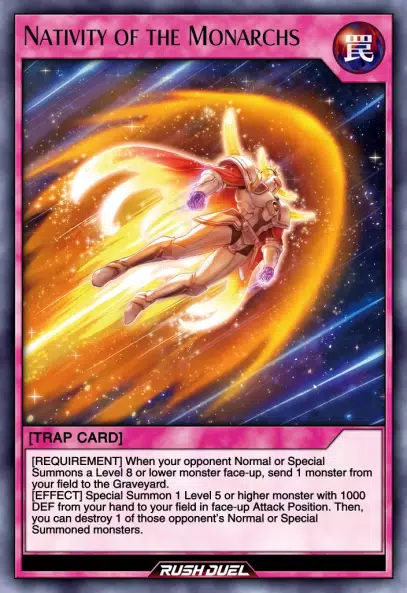 Nativity of the Monarchs
罠
[TRAP CARD]
[REQUIREMENT] When your opponent Normal or Special
Summons a Level 8 or lower monster face-up, send 1 monster from
your field to the Graveyard.
[EFFECT] Special Summon 1 Level 5 or higher monster with 1000
DEF from your hand to your field in face-up Attack Position. Then,
you can destroy 1 of those opponent's Normal or Special
Summoned monsters.
RUSH DUEL